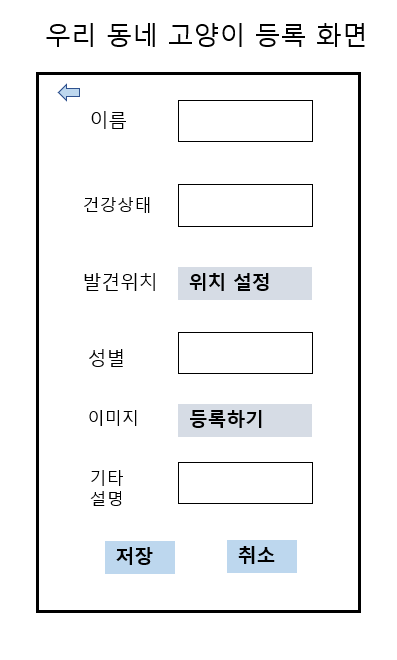 우리 동네 고양이 등록 화면
이름
건강상태
발견위치 위치 설정
성별
이미지 등록하기
기타
설명
저장 취소